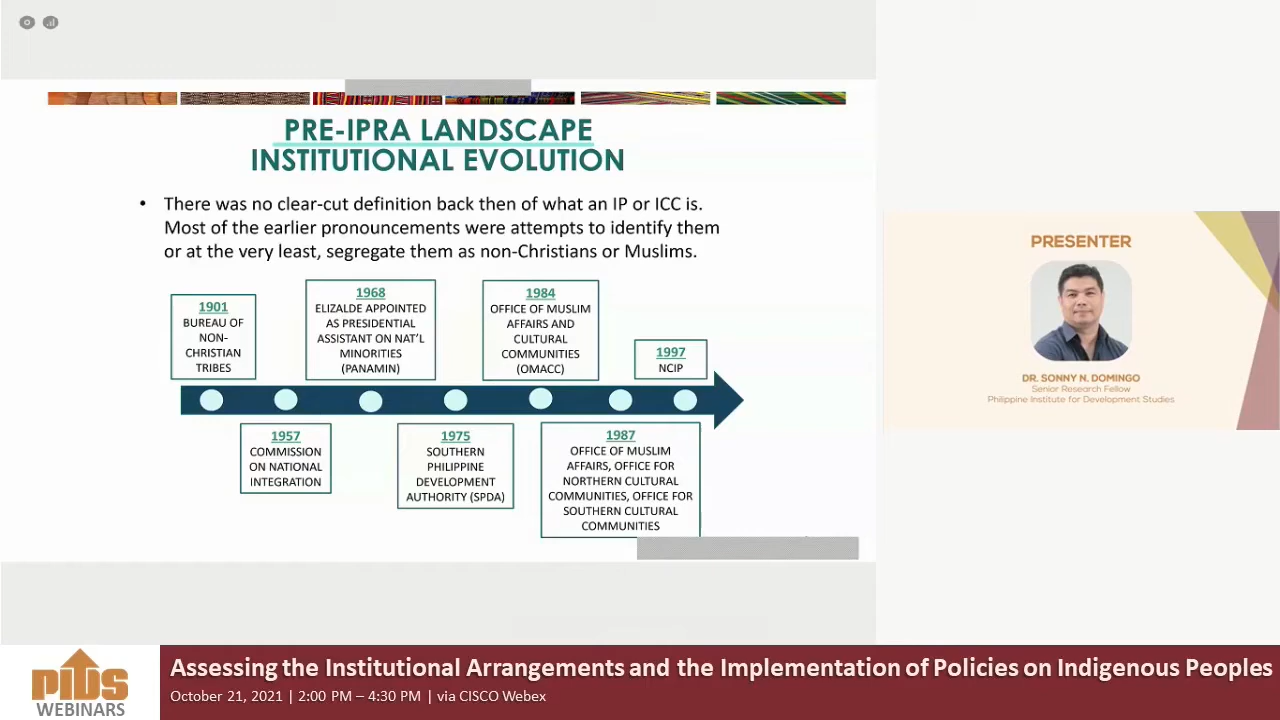 PRE-IPRA LANDSCAPE
INSTITUTIONAL EVOLUTION
• There was no clear-cut definition back then of what an IP or ICC is.
Most of the earlier pronouncements were attempts to identify them
or at the very least, segregate them as non-Christians or Muslims.
1901
BUREAU OF
NON-
CHRISTIAN
TRIBES
1957
COMMISSION
ON NATIONAL
INTEGRATION
1968
ELIZALDE APPOINTED
AS PRESIDENTIAL
ASSISTANT ON NAT'L
MINORITIES
(PANAMIN)
1975
SOUTHERN
PHILIPPINE
DEVELOPMENT
AUTHORITY (SPDA)
1984
OFFICE OF MUSLIM
AFFAIRS AND
CULTURAL
COMMUNITIES
(OMACC)
1987
OFFICE OF MUSLIM
AFFAIRS, OFFICE FOR
NORTHERN CULTURAL
COMMUNITIES, OFFICE FOR
SOUTHERN CULTURAL
COMMUNITIES
1997
NCIP
PRESENTER
DR. SONNY N. DOMINGO
Senior Research Fellow
Philippine Institute for Development Studies
pids
WEBINARS
Assessing the Institutional Arrangements and the Implementation of Policies on Indigenous Peoples
October 21, 2021 | 2:00 PM – 4:30 PM | via CISCO Webex